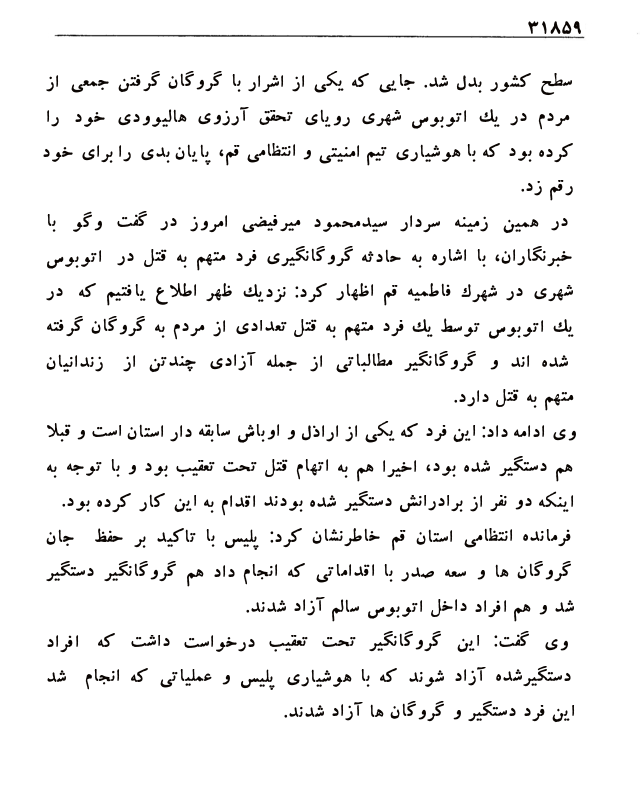 ۳۱۸۵۹
سطح کشور بدل شد. جایی که یکی از اشرار با گروگان گرفتن جمعی از
مردم در یك اتوبوس شهری رویای تحقق آرزوی هالیوودی خود را
کرده بود که با هوشیاری تیم امنیتی و انتظامی قم، پایان بدی را برای خود
رقم زد.
در همین زمینه سردار سیدمحمود میرفیضی امروز در گفت وگو با
خبرنگاران، با اشاره به حادثه گروگانگیری فرد متهم به قتل در اتوبوس
شهری در شهرك فاطمیه قم اظهار کرد: نزدیك ظهر اطلاع یافتیم که در
یك اتوبوس توسط یك فرد متهم به قتل تعدادی از مردم به گروگان گرفته
شده اند و گروگانگیر مطالباتی از جمله آزادی چندتن از زندانیان
متهم به قتل دارد.
وی ادامه داد: این فرد که یکی از اراذل و اوباش سابقه دار استان است و قبلا
هم دستگیر شده بود، اخیرا هم به اتهام قتل تحت تعقیب بود و با توجه به
اینکه دو نفر از برادرانش دستگیر شده بودند اقدام به این کار کرده بود.
فرمانده انتظامی استان قم خاطرنشان کرد: پلیس با تاکید بر حفظ جان
گروگان ها و سعه صدر با اقداماتی که انجام داد هم گروگانگیر دستگیر
شد و هم افراد داخل اتوبوس سالم آزاد شدند.
وی گفت: این گروگانگیر تحت تعقیب درخواست داشت که افراد
دستگیرشده آزاد شوند که با هوشیاری پلیس و عملیاتی که انجام شد
این فرد دستگیر و گروگان ها آزاد شدند.